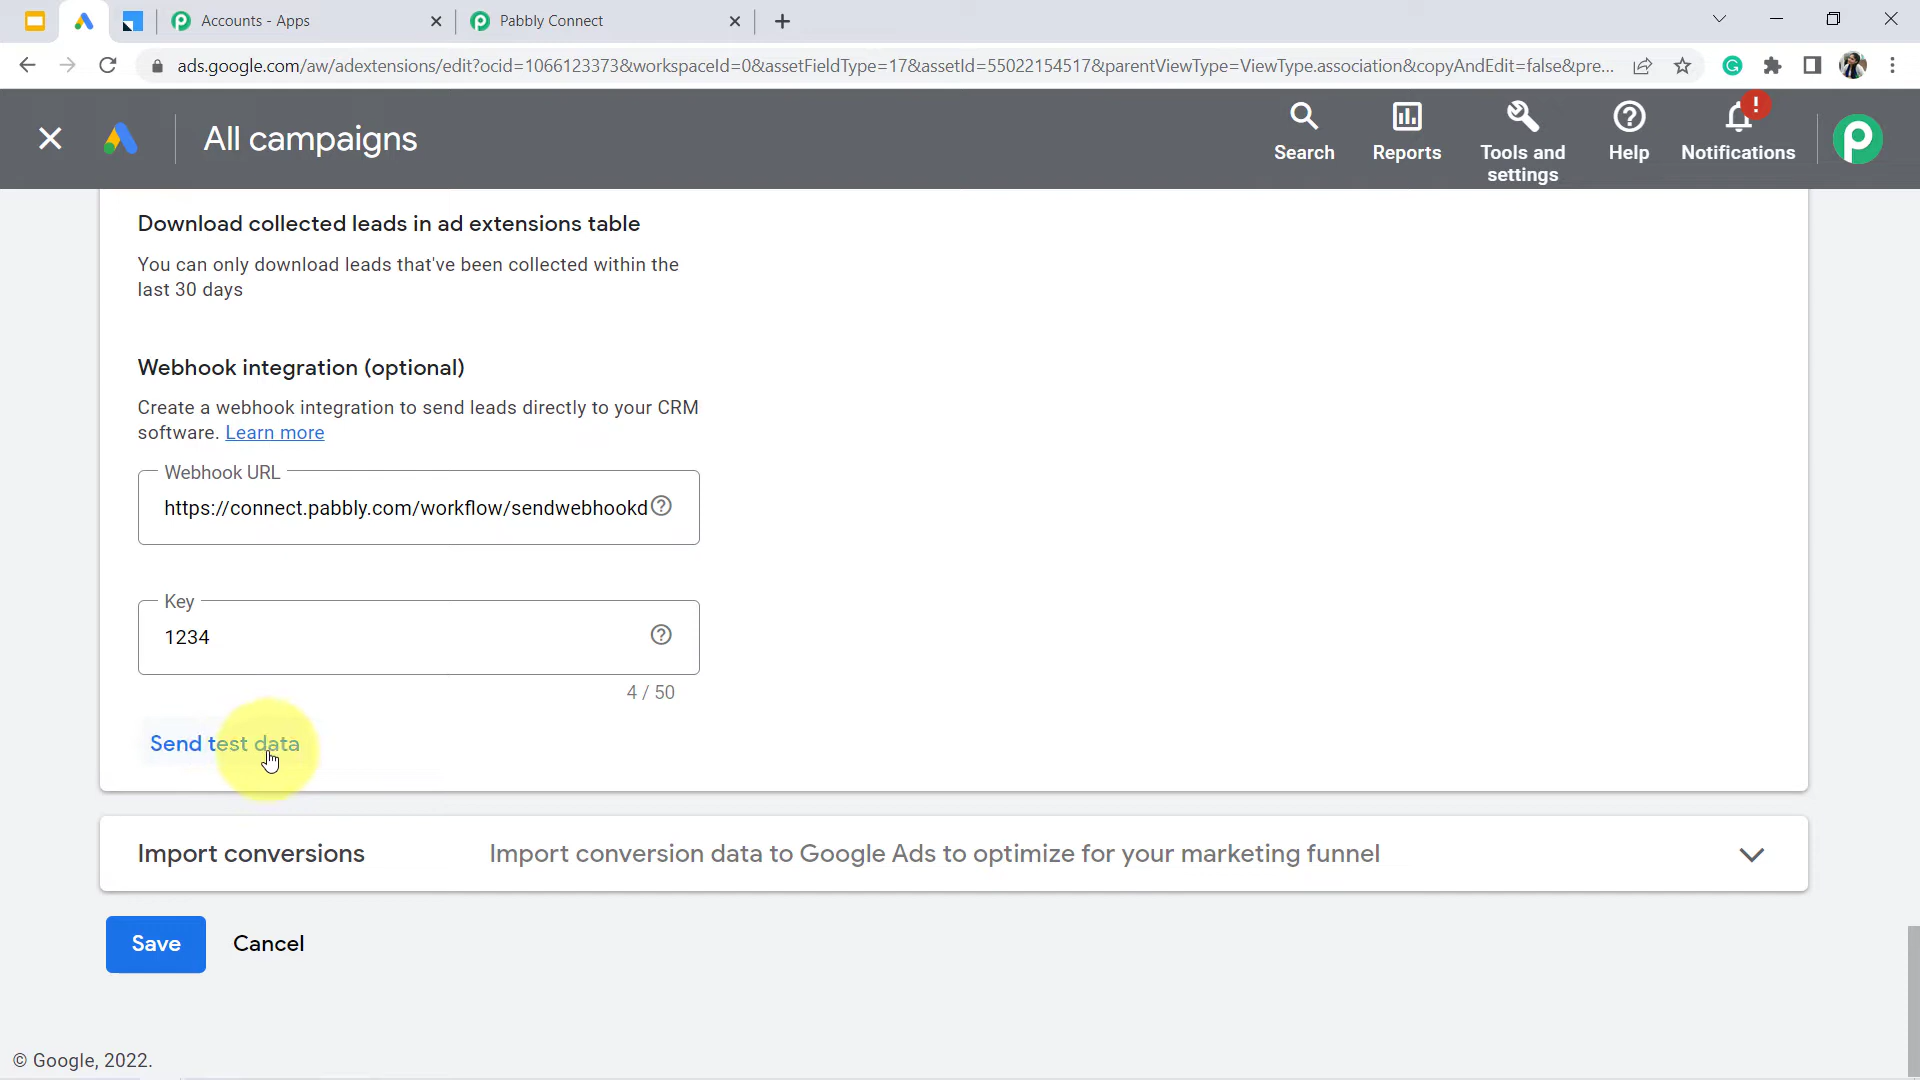 Accounts - Apps
Pabbly Connect
ads.google.com/aw/adextensions/edit?ocid=1066123373&workspaceId=0&assetFieldType=17&assetId=55022154517&parentViewType=ViewType.association&copyAndEdit=false&pre...
All campaigns
Search
Reports
Tools and settings
Help
Notifications
Download collected leads in ad extensions table
You can only download leads that've been collected within the
last 30 days
Webhook integration (optional)
Create a webhook integration to send leads directly to your CRM
software. Learn more
Webhook URL
https://connect.pabbly.com/workflow/sendwebhookd
Key
1234
4 / 50
Send test data
Import conversions
Import conversion data to Google Ads to optimize for your marketing funnel
Save
Cancel
© Google, 2022.